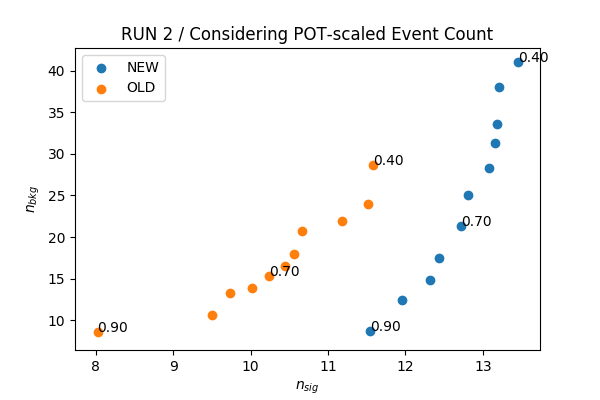 RUN 2 / Considering POT-scaled Event Count
NEW
OLD
0.40
0.40
0.70
0.70
0.90
0.90
40
35
30
25
20
15
10
n_bkg
8 9 10 11 12 13
n_sig